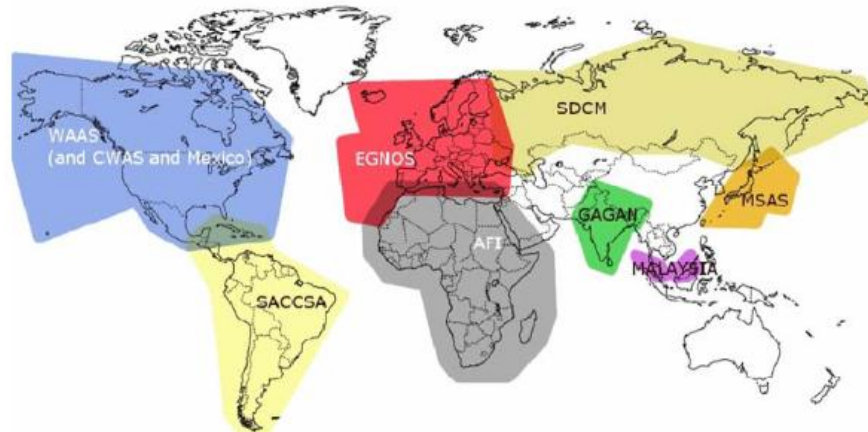 SDCM
WAAS
(and CWAS and Mexico)
EGNOS
MSAS
GAGAN
AFI
MALAYSIA
SACCSA